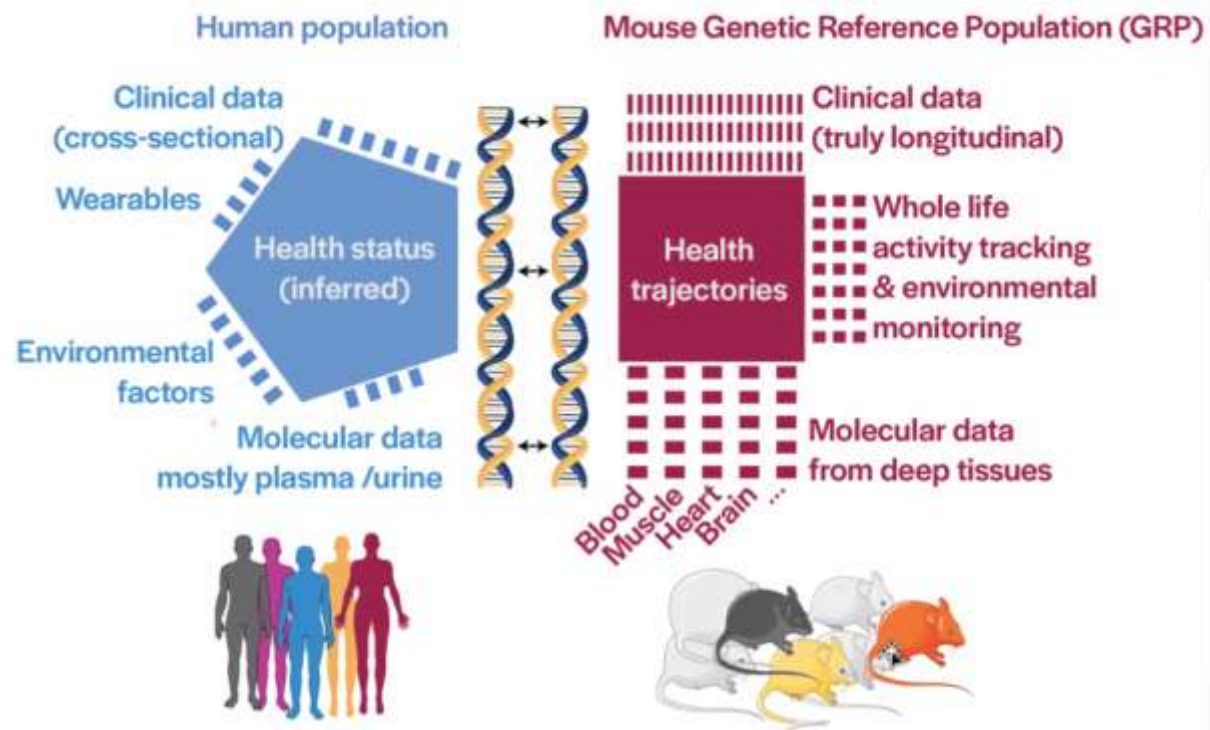 Human population
Mouse Genetic Reference Population (GRP)
Clinical data
(cross-sectional)
Wearables
Health status
(inferred)
Environmental
factors
Molecular data
mostly plasma /urine
Clinical data
(truly longitudinal)
Health
trajectories
Whole life
activity tracking
& environmental
monitoring
Molecular data
from deep tissues
Blood
Muscle
Heart
Brain
...